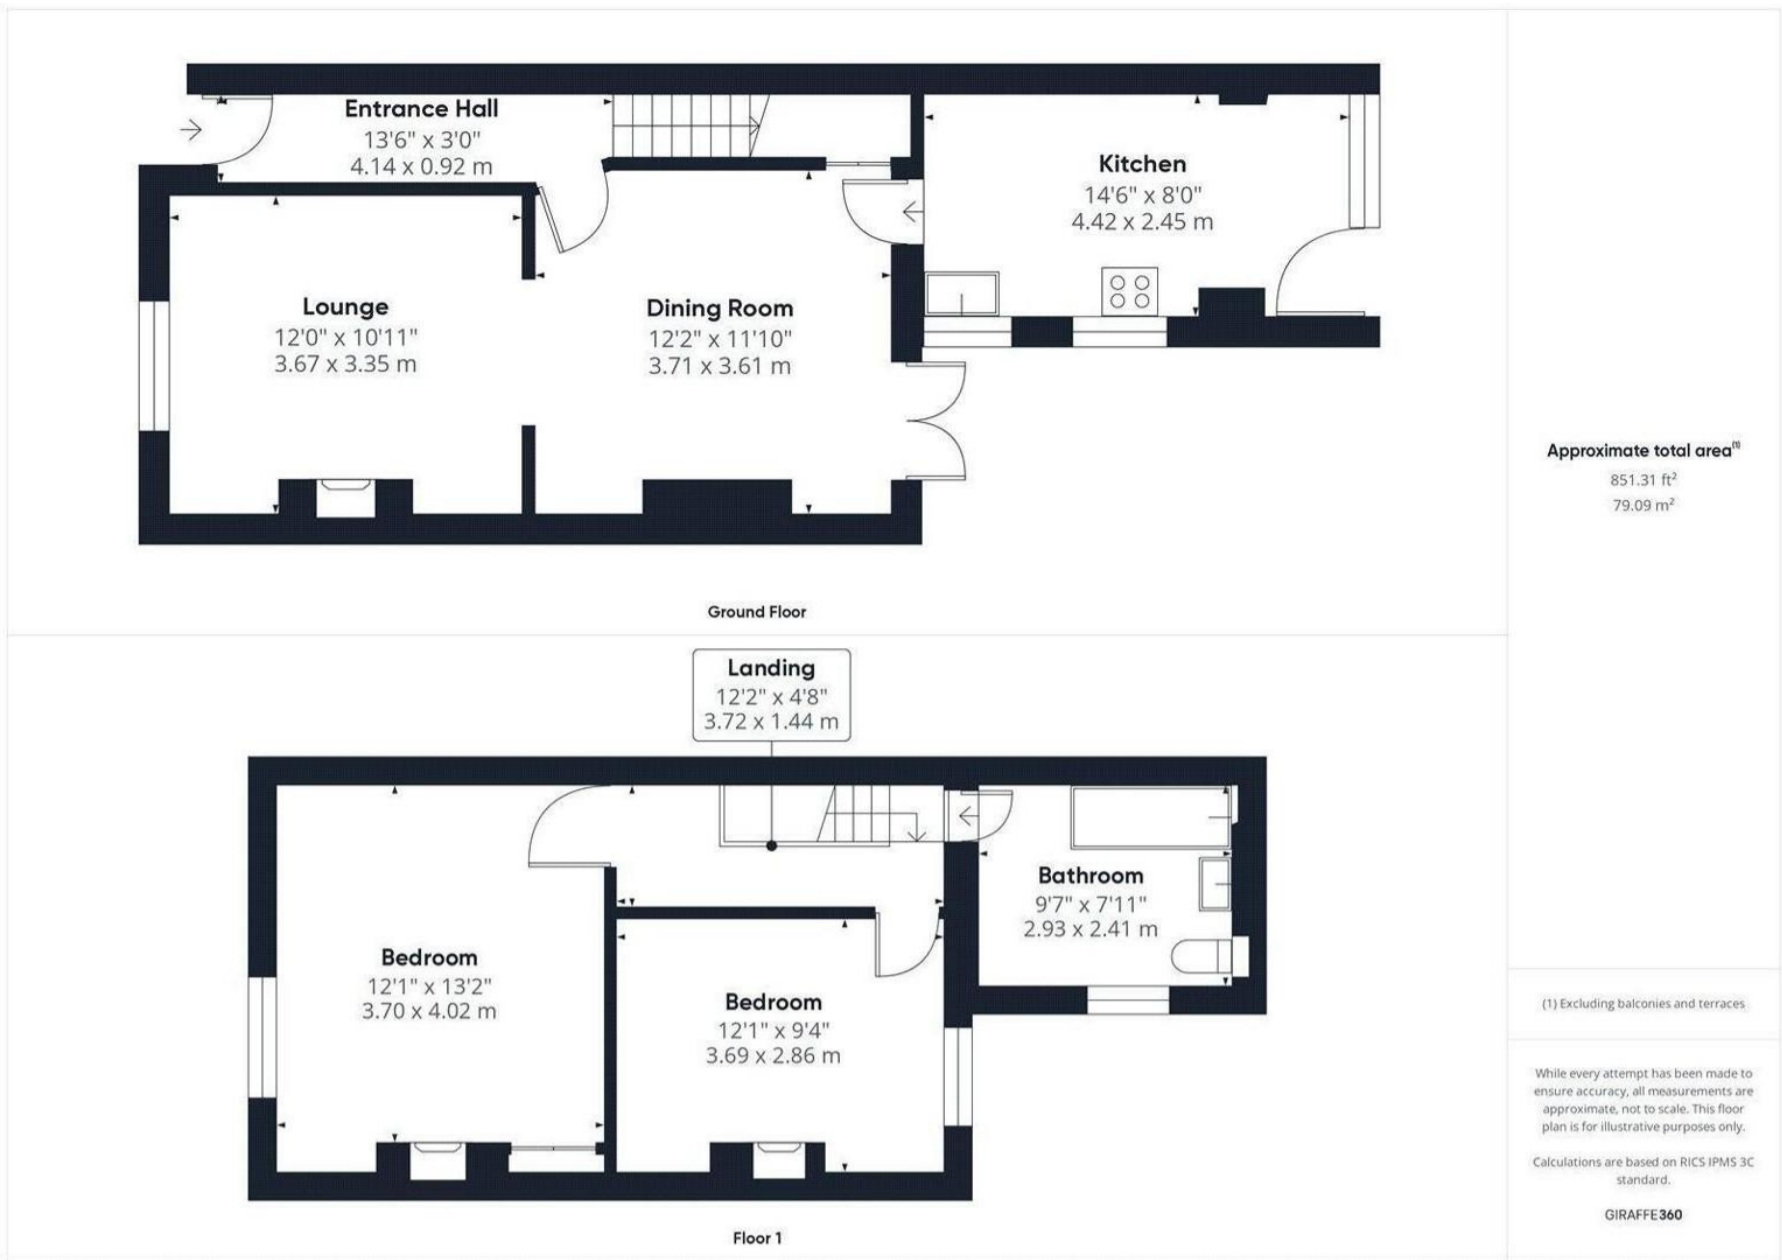 Entrance Hall
13'6" x 3'0"
4.14 x 0.92 m
Kitchen
14'6" x 8'0"
4.42 x 2.45 m
Lounge
12'0" x 10'11"
3.67 x 3.35 m
Dining Room
12'2" x 11'10"
3.71 x 3.61 m
Ground Floor
Landing
12'2" x 4'8"
3.72 x 1.44 m
Bathroom
9'7" x 7'11"
2.93 x 2.41 m
Bedroom
12'1" x 13'2"
3.70 x 4.02 m
Bedroom
12'1" x 9'4"
3.69 x 2.86 m
Floor 1
Approximate total area(1)
851.31 ft²
79.09 m²
(1) Excluding balconies and terraces
While every attempt has been made to
ensure accuracy, all measurements are
approximate, not to scale. This floor
plan is for illustrative purposes only.
Calculations are based on RICS IPMS 3C
standard.
GIRAFFE360